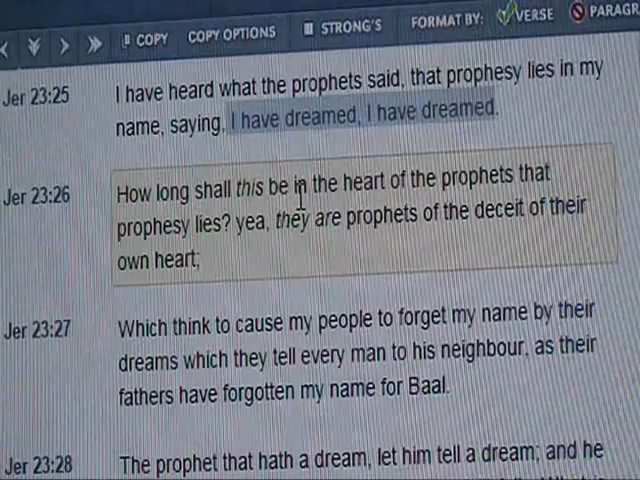 COPY COPY OPTIONS STRONG'S FORMAT BY: VERSE PARAGR
Jer 23:25 I have heard what the prophets said, that prophesy lies in my
name, saying, I have dreamed, I have dreamed.
Jer 23:26 How long shall this be in the heart of the prophets that
prophesy lies? yea, they are prophets of the deceit of their
own heart;
Jer 23:27 Which think to cause my people to forget my name by their
dreams which they tell every man to his neighbour, as their
fathers have forgotten my name for Baal.
Jer 23:28 The prophet that hath a dream, let him tell a dream; and he